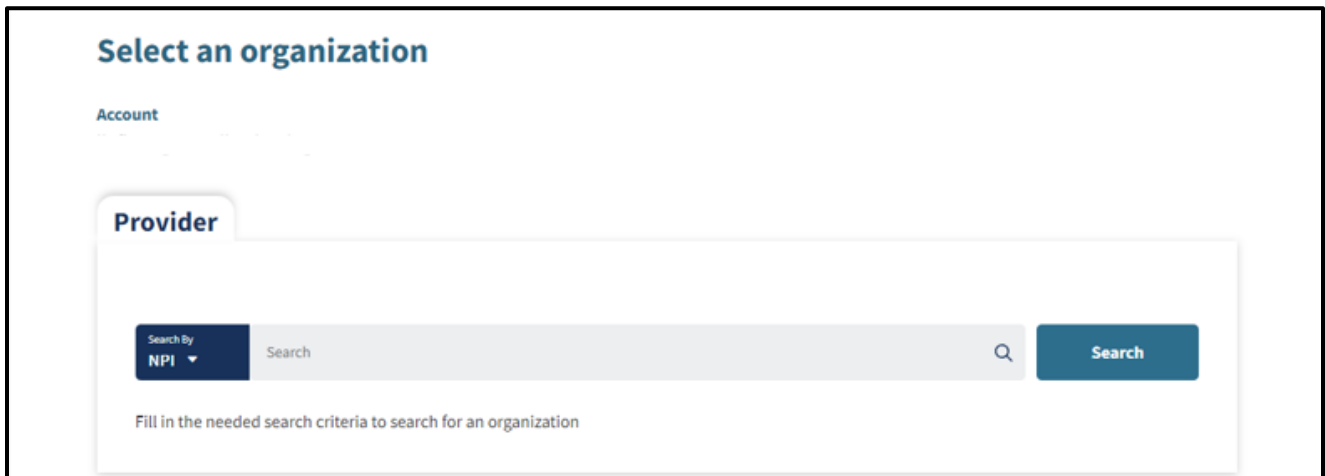 Select an organization
Account
Provider
Search By
NPI
Search
Search
Fill in the needed search criteria to search for an organization